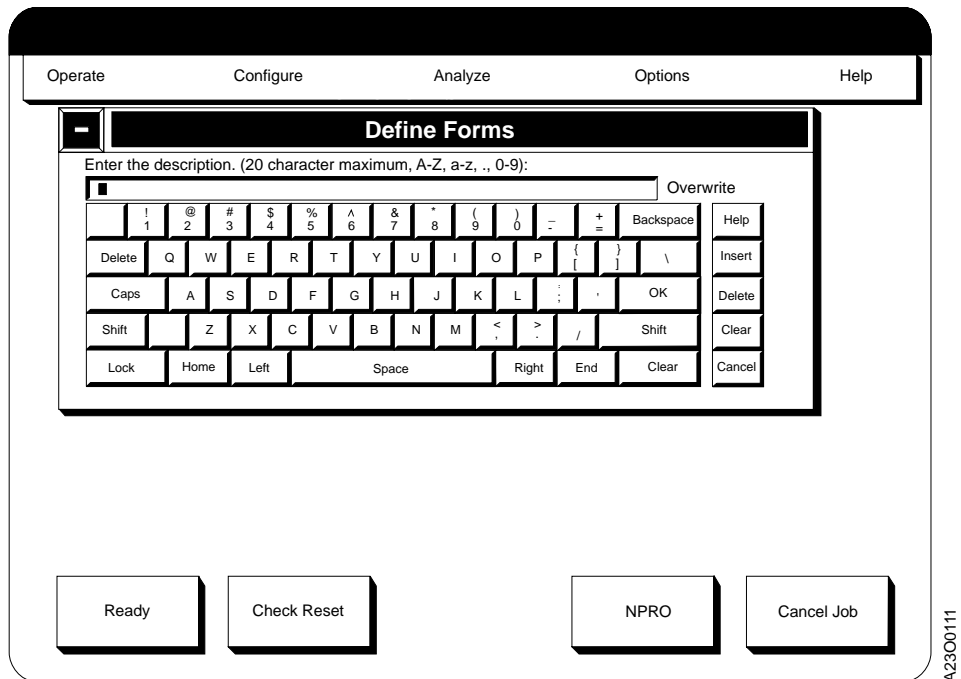 Operate Configure Analyze Options Help
Define Forms
Enter the description. (20 character maximum, A-Z, a-z, ., 0-9):
Overwrite
! @ # $ % ^ & * ( ) _ +
1 2 3 4 5 6 7 8 9 0 - = Backspace Help
Delete Q W E R T Y U I O P { [ } ] \ Insert
Caps A S D F G H J K L : ; ' OK Delete
Shift Z X C V B N M < , > . / Shift Clear
Lock Home Left Space Right End Clear Cancel
Ready Check Reset NPRO Cancel Job
A23O0111